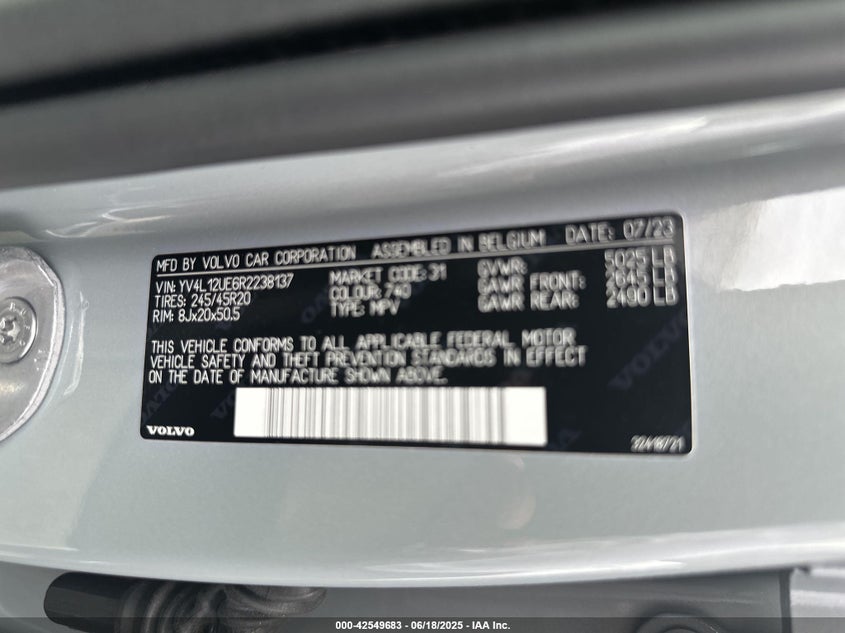 MFD BY VOLVO CAR CORPORATION ASSEMBLED IN BELGIUM DATE: 07/23
VIN: YV4L12UE6R2238137 MARKET CODE: 31 GVWR: 5025 LB
TIRES: 245/45R20 COLOUR: 740 GAWR FRONT: 2645 LB
RIM: 8Jx20x50.5 TYPE: MPV GAWR REAR: 2490 LB
THIS VEHICLE CONFORMS TO ALL APPLICABLE FEDERAL MOTOR
VEHICLE SAFETY AND THEFT PREVENTION STANDARDS IN EFFECT
ON THE DATE OF MANUFACTURE SHOWN ABOVE.
VOLVO 32418721
000-42549683 / 06/18/2025 - IAA Inc.